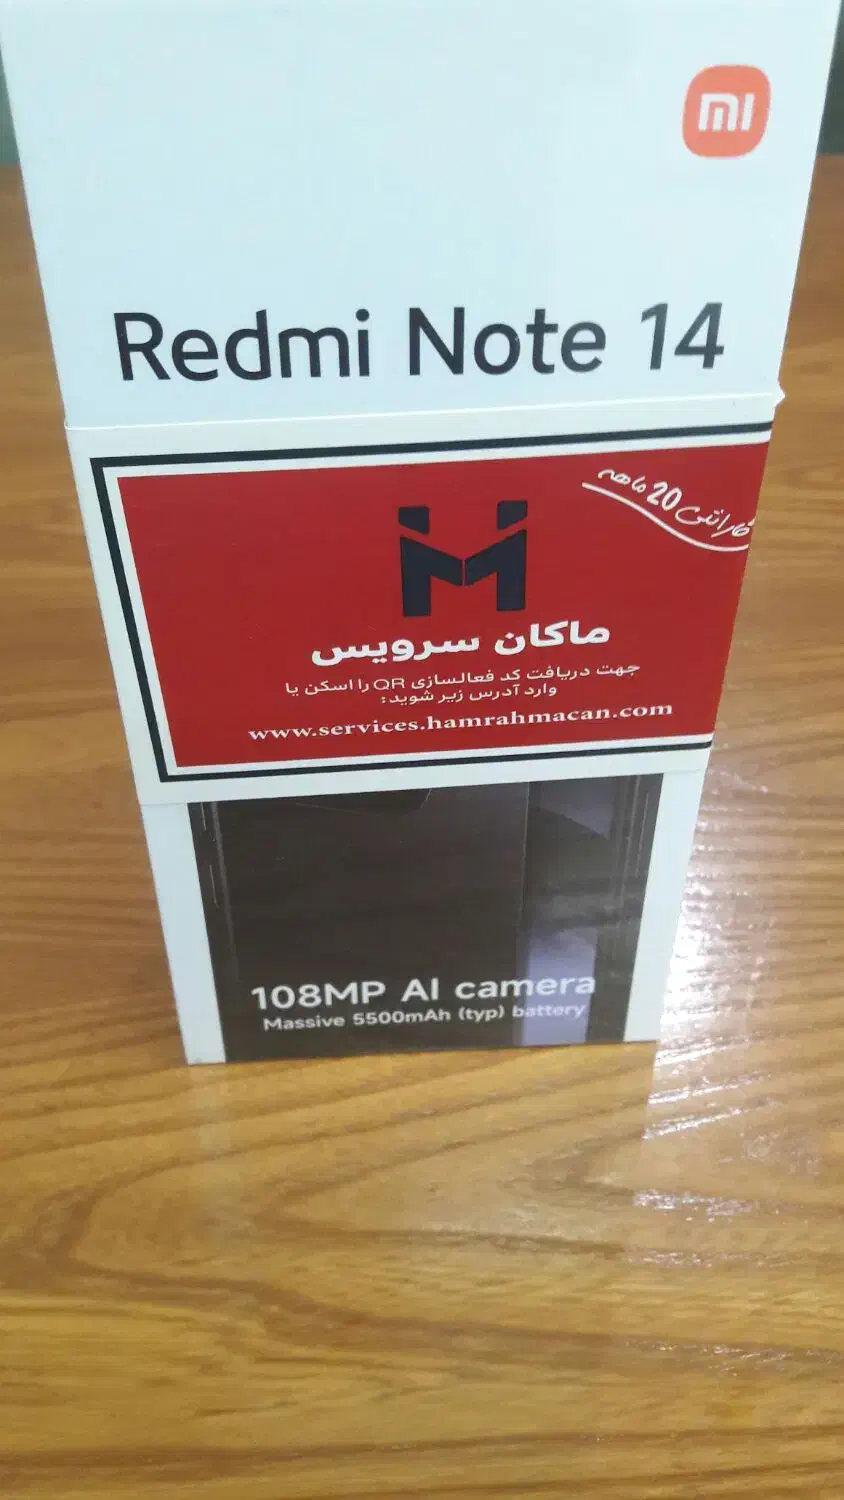 mi
Redmi Note 14
گارانتی 20 ماهه
ماکان سرویس
جهت دریافت کد فعالسازی QR را اسکن یا
وارد آدرس زیر شوید:
www.services.hamrahmacan.com
108MP AI camera
Massive 5500mAh (typ) battery